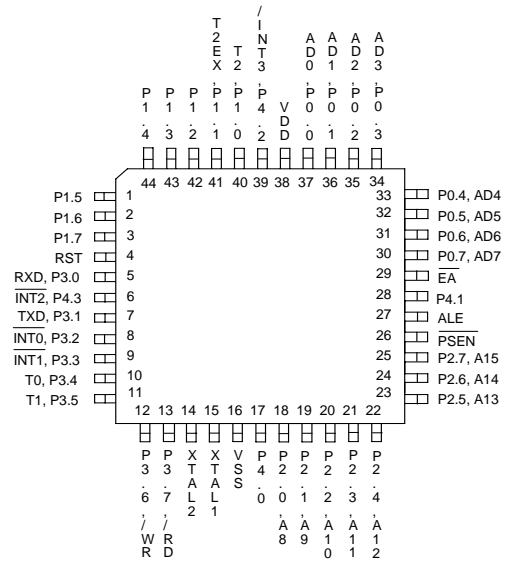 P1.4
P1.3
P1.2
T2EX,P1.1
T2,P1.0
/INT3,P4.2
VDD
AD0,P0.0
AD1,P0.1
AD2,P0.2
AD3,P0.3
44 43 42 41 40 39 38 37 36 35 34
P1.5 1
P1.6 2
P1.7 3
RST 4
RXD, P3.0 5
INT2, P4.3 6
TXD, P3.1 7
INT0, P3.2 8
INT1, P3.3 9
T0, P3.4 10
T1, P3.5 11
33 P0.4, AD4
32 P0.5, AD5
31 P0.6, AD6
30 P0.7, AD7
29 EA
28 P4.1
27 ALE
26 PSEN
25 P2.7, A15
24 P2.6, A14
23 P2.5, A13
12 13 14 15 16 17 18 19 20 21 22
P3.6,/WR
P3.7,/RD
XTAL2
XTAL1
VSS
P4.0
P2.0,A8
P2.1,A9
P2.2,A10
P2.3,A11
P2.4,A12